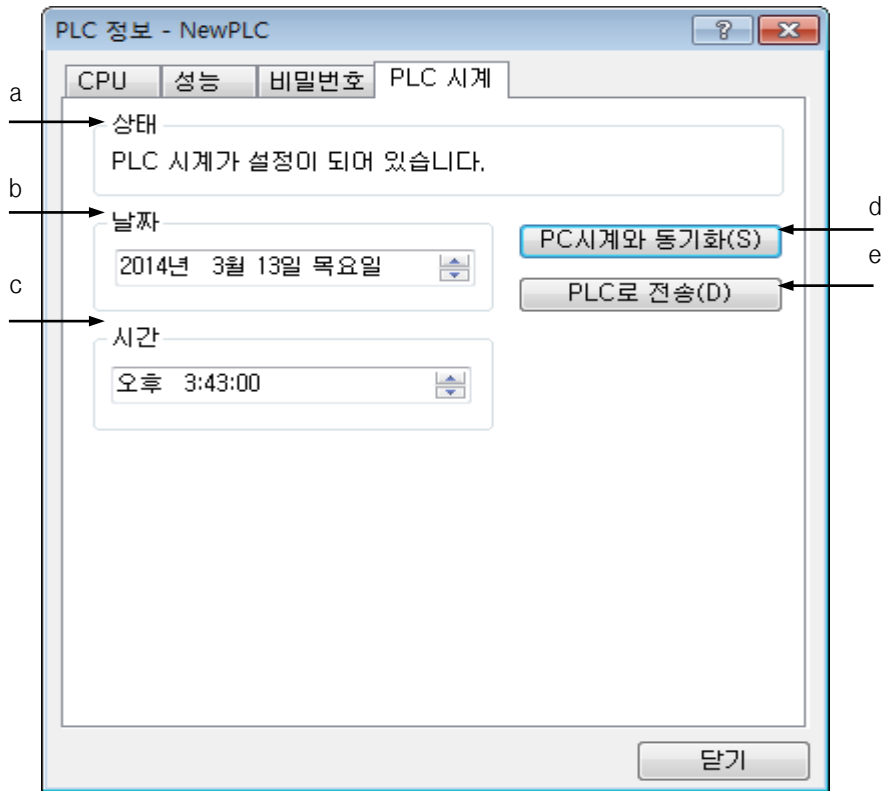 PLC 정보 - NewPLC
CPU 성능 비밀번호 PLC 시계
a
상태
PLC 시계가 설정이 되어 있습니다.
b
날짜
2014년 3월 13일 목요일
c
시간
오후 3:43:00
d
PC시계와 동기화(S)
e
PLC로 전송(D)
닫기